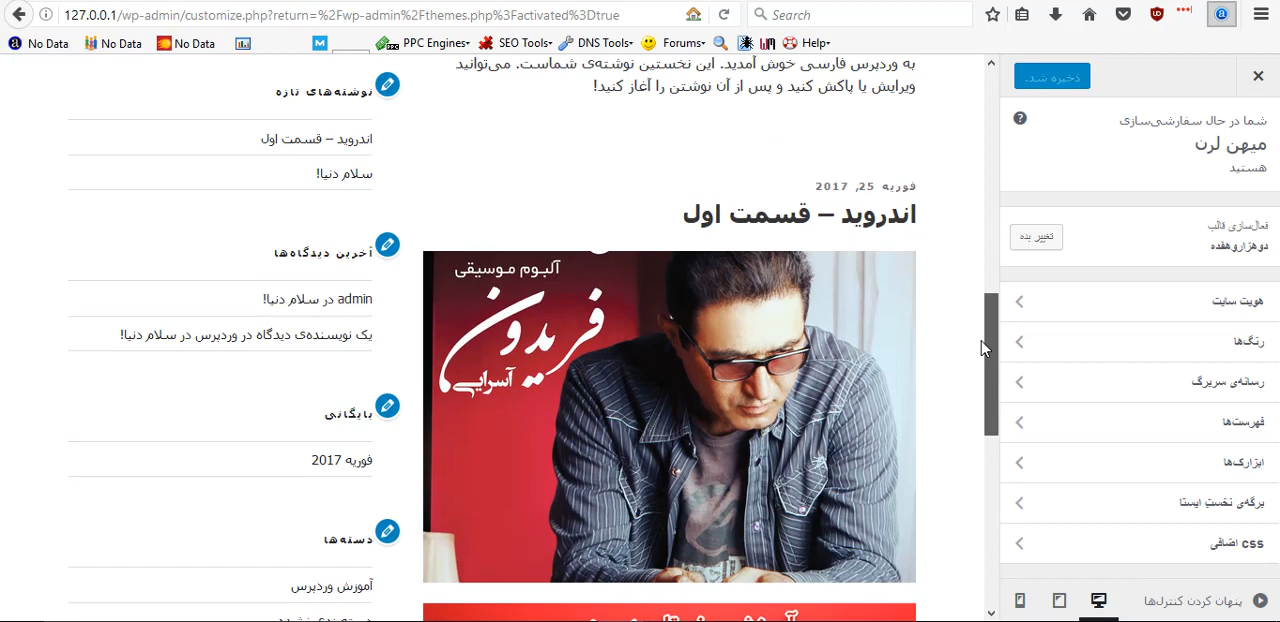 127.0.0.1/wp-admin/customize.php?return=%2Fwp-admin%2Fthemes.php%3Factivated%3Dtrue
Search
No Data
No Data
No Data
PPC Engines
SEO Tools
DNS Tools
Forums
Help
ذخیره شد.
شما در حال سفارشی‌سازی
میهن لرن
هستید
فعال‌سازی قالب
دوهزاروهفده
تغییر بده
هویت سایت
رنگ‌ها
رسانه‌ی سربرگ
فهرست‌ها
ابزارک‌ها
برگه‌ی نخستِ ایستا
css اضافی
پنهان کردن کنترل‌ها
به وردپرس فارسی خوش آمدید. این نخستین نوشته‌ی شماست. می‌توانید
ویرایش یا پاکش کنید و پس از آن نوشتن را آغاز کنید!
فوریه 25, 2017
اندروید – قسمت اول
آلبوم موسیقی
فریدون
آسرایی
نوشته‌های تازه
اندروید – قسمت اول
سلام دنیا!
آخرین دیدگاه‌ها
admin در سلام دنیا!
یک نویسنده‌ی دیدگاه در وردپرس در سلام دنیا!
بایگانی
فوریه 2017
دسته‌ها
آموزش وردپرس